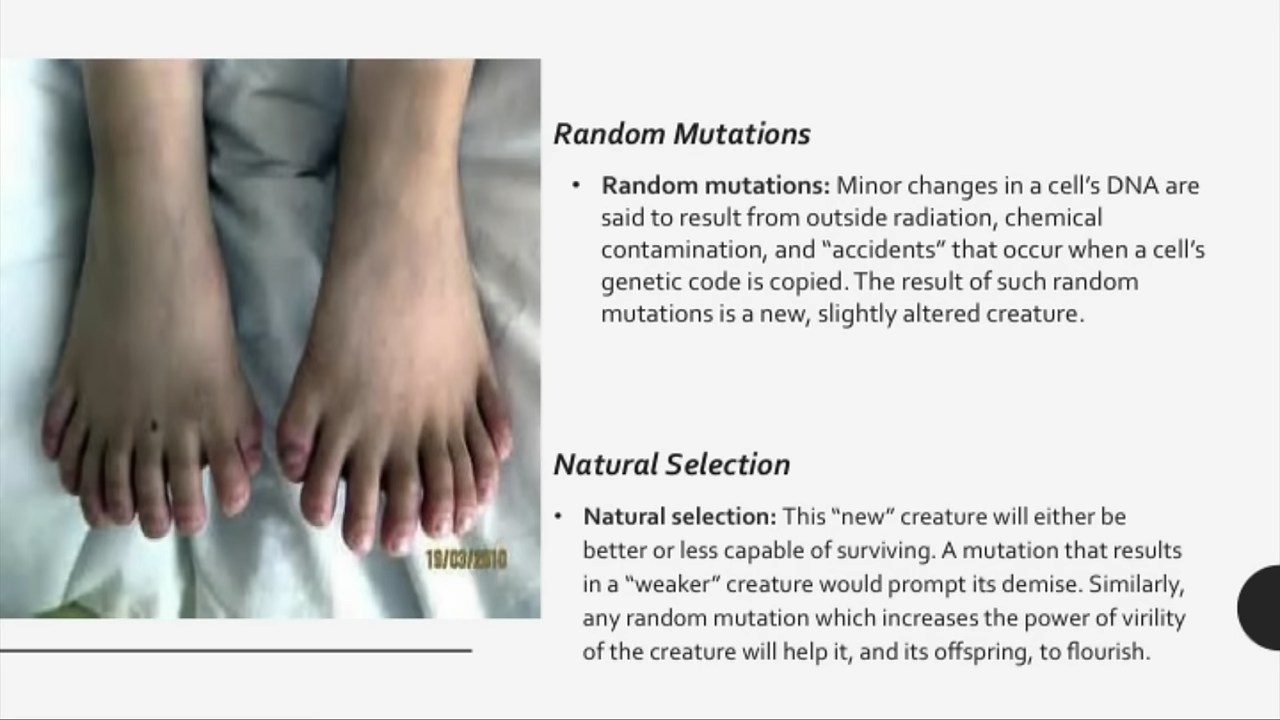 Random Mutations
• Random mutations: Minor changes in a cell’s DNA are
said to result from outside radiation, chemical
contamination, and “accidents” that occur when a cell’s
genetic code is copied. The result of such random
mutations is a new, slightly altered creature.
Natural Selection
• Natural selection: This “new” creature will either be
better or less capable of surviving. A mutation that results
in a “weaker” creature would prompt its demise. Similarly,
any random mutation which increases the power of virility
of the creature will help it, and its offspring, to flourish.